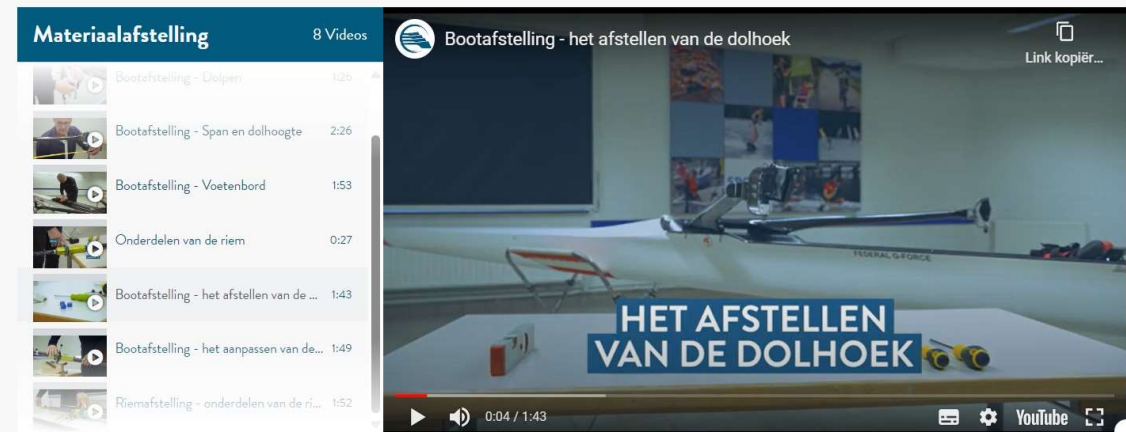 Materiaalafstelling
8 Videos
Bootafstelling - Dolpen 1:26
Bootafstelling - Span en dolhoogte 2:26
Bootafstelling - Voetenbord 1:53
Onderdelen van de riem 0:27
Bootafstelling - het afstellen van de ... 1:43
Bootafstelling - het aanpassen van de... 1:49
Riemafstelling - onderdelen van de ri... 1:52
Bootafstelling - het afstellen van de dolhoek
Link kopiër...
FEDERAL G-FORCE
HET AFSTELLEN
VAN DE DOLHOEK
0:04 / 1:43
YouTube